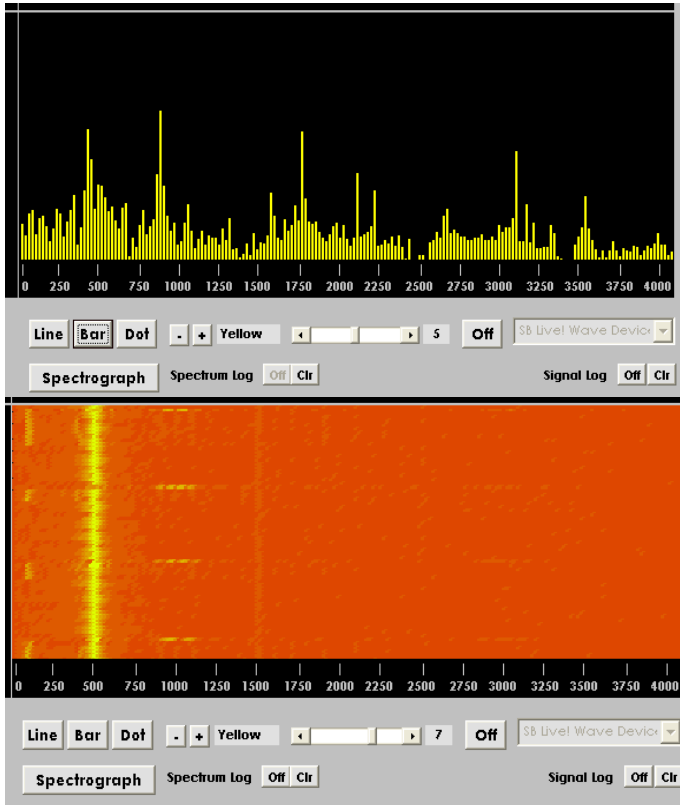 0 250 500 750 1000 1250 1500 1750 2000 2250 2500 2750 3000 3250 3500 3750 4000
Line Bar Dot - + Yellow 5 Off SB Live! Wave Device
Spectrograph Spectrum Log Off Clr Signal Log Off Clr
0 250 500 750 1000 1250 1500 1750 2000 2250 2500 2750 3000 3250 3500 3750 4000
Line Bar Dot - + Yellow 7 Off SB Live! Wave Device
Spectrograph Spectrum Log Off Clr Signal Log Off Clr